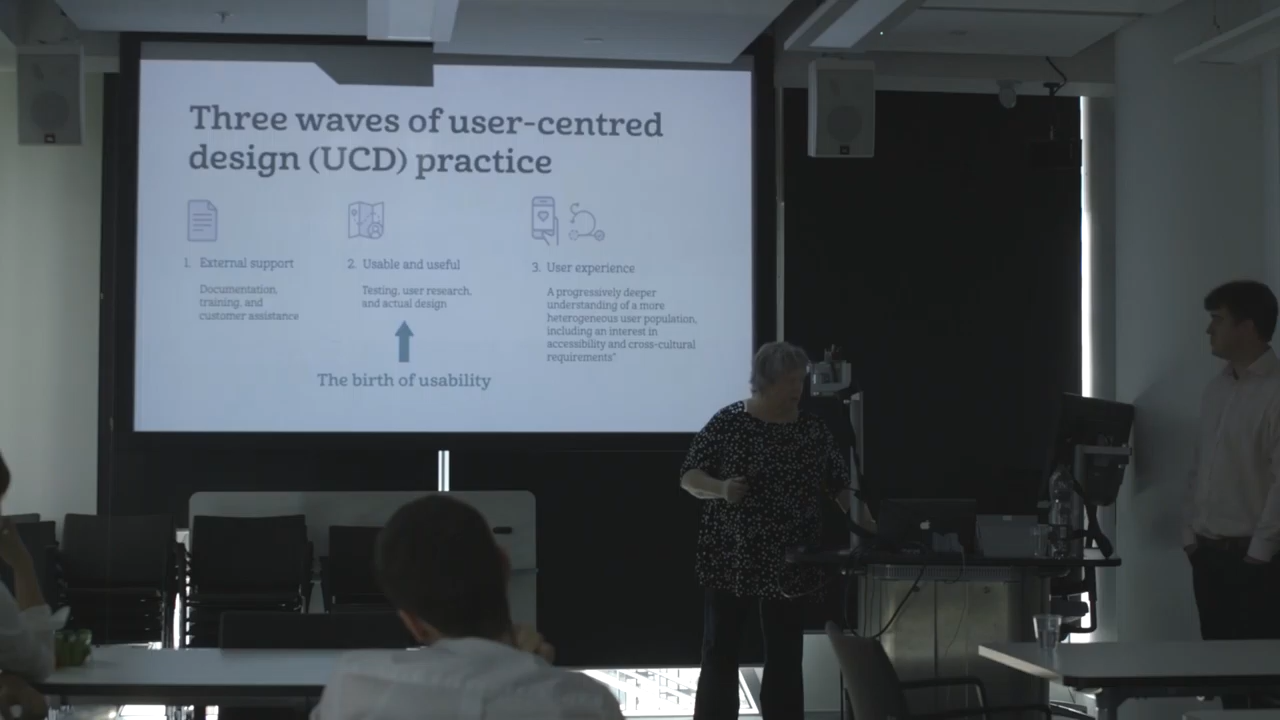 Three waves of user-centred
design (UCD) practice
1. External support
Documentation,
training, and
customer assistance
2. Usable and useful
Testing, user research,
and actual design
The birth of usability
3. User experience
A progressively deeper
understanding of a more
heterogeneous user population,
including an interest in
accessibility and cross-cultural
requirements"